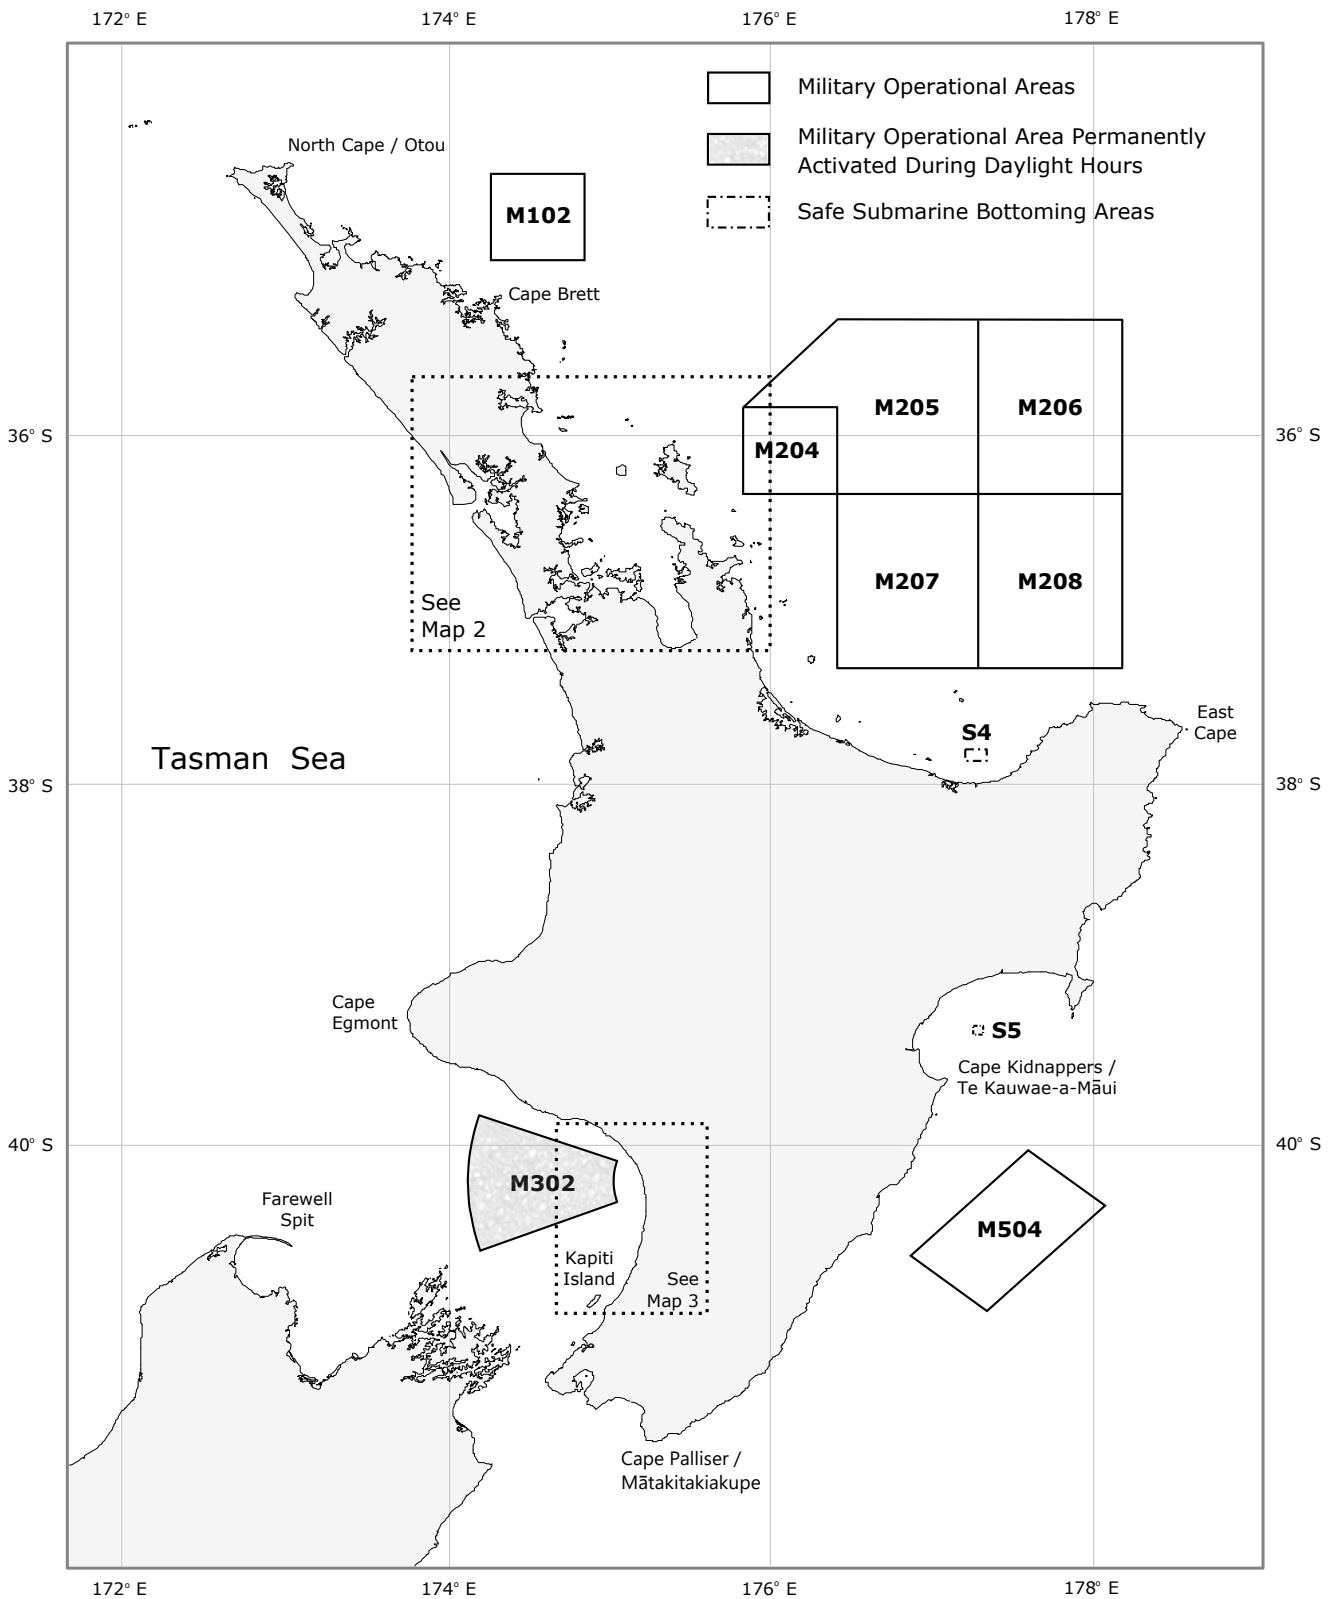 172° E 174° E 176° E 178° E
Military Operational Areas
Military Operational Area Permanently
Activated During Daylight Hours
Safe Submarine Bottoming Areas
North Cape / Otou
M102
Cape Brett
M205
M206
36° S
36° S
M204
M207
M208
See
Map 2
East
Cape
S4
Tasman Sea
38° S
38° S
Cape
Egmont
S5
Cape Kidnappers /
Te Kauwae-a-Māui
40° S
40° S
M302
Farewell
Spit
M504
Kapiti
Island
See
Map 3
Cape Palliser /
Mātakitakiakupe
172° E 174° E 176° E 178° E